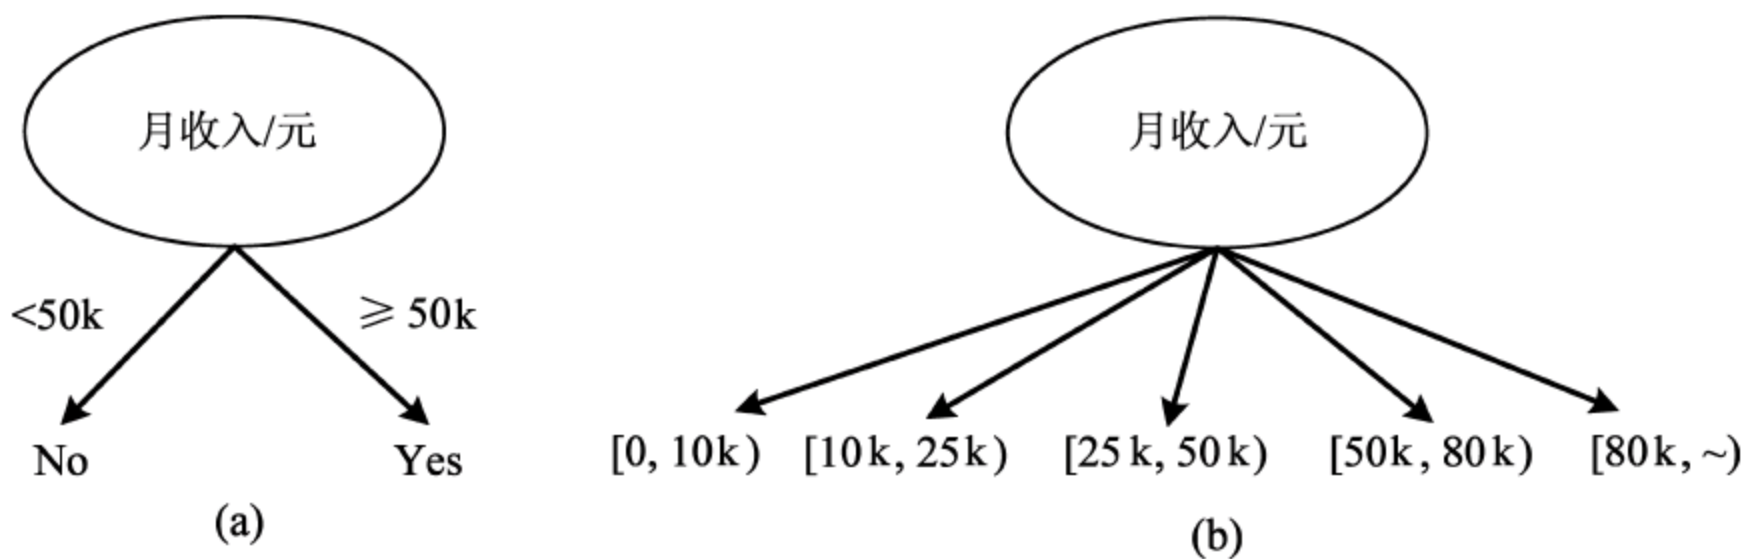 月收入/元
<50k
≥ 50k
No
Yes
(a)
月收入/元
[0, 10k)
[10k, 25k)
[25k, 50k)
[50k, 80k)
[80k, ~)
(b)